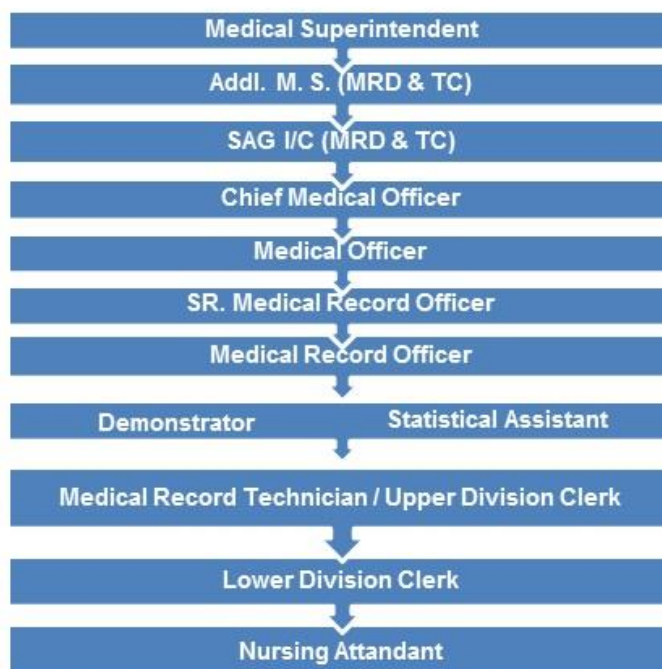 Medical Superintendent
Addl. M. S. (MRD & TC)
SAG I/C (MRD & TC)
Chief Medical Officer
Medical Officer
SR. Medical Record Officer
Medical Record Officer
Demonstrator Statistical Assistant
Medical Record Technician / Upper Division Clerk
Lower Division Clerk
Nursing Attandant